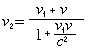 v₂ = (v₁ + v) / (1 + v₁v / c²)